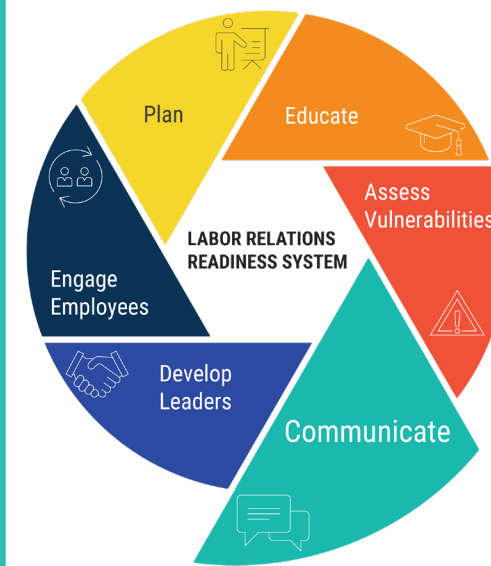 Plan
Educate
Assess
Vulnerabilities
LABOR RELATIONS
READINESS SYSTEM
Engage
Employees
Develop
Leaders
Communicate